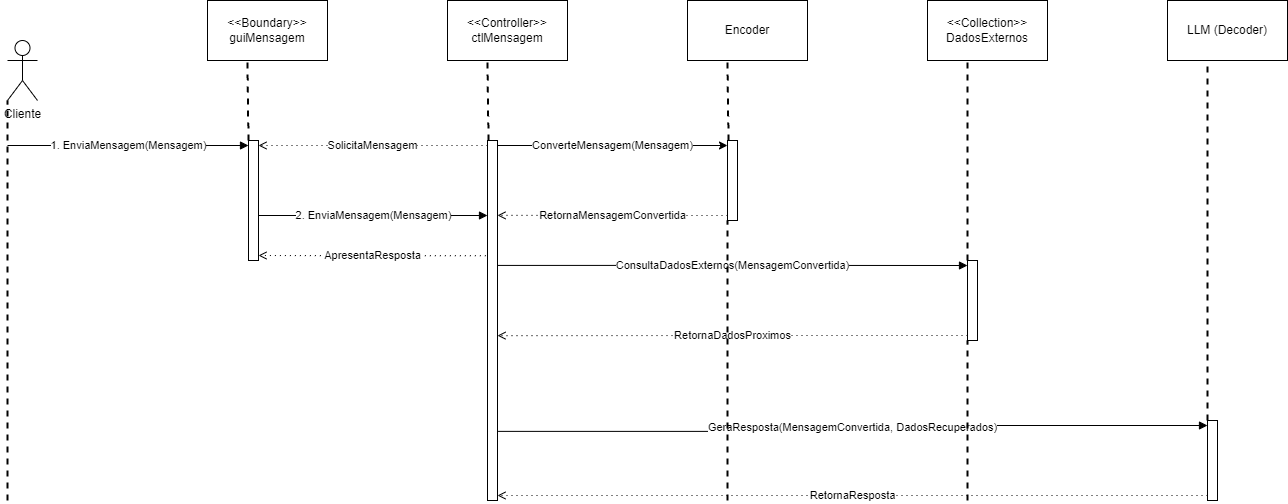 <<Boundary>>
guiMensagem
<<Controller>>
ctlMensagem
Encoder
<<Collection>>
DadosExternos
LLM (Decoder)
Cliente
1. EnviaMensagem(Mensagem)
SolicitaMensagem
ConverteMensagem(Mensagem)
2. EnviaMensagem(Mensagem)
RetornaMensagemConvertida
ApresentaResposta
ConsultaDadosExternos(MensagemConvertida)
RetornaDadosProximos
GeraResposta(MensagemConvertida, DadosRecuperados)
RetornaResposta